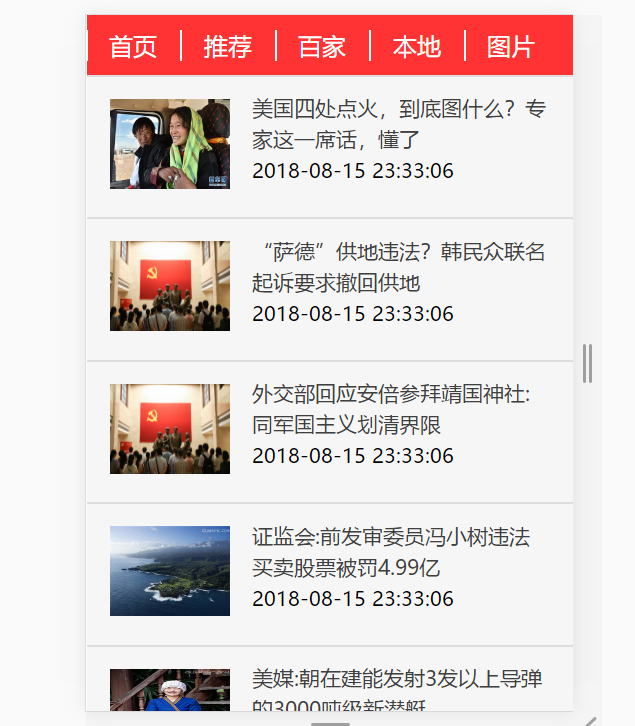 首页 推荐 百家 本地 图片
美国四处点火，到底图什么？专
家这一席话，懂了
2018-08-15 23:33:06
“萨德”供地违法？韩民众联名
起诉要求撤回供地
2018-08-15 23:33:06
外交部回应安倍参拜靖国神社:
同军国主义划清界限
2018-08-15 23:33:06
证监会:前发审委员冯小树违法
买卖股票被罚4.99亿
2018-08-15 23:33:06
美媒:朝在建能发射3发以上导弹
的3000吨级新潜艇